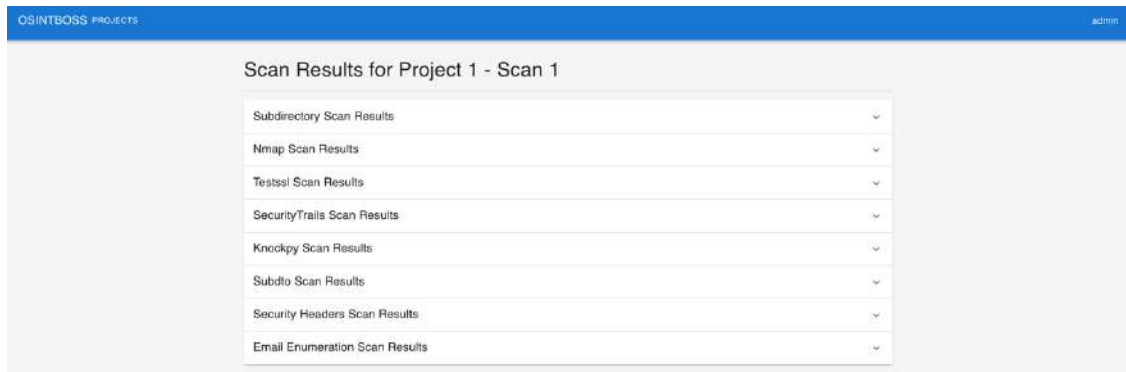 OSINTBOSS PROJECTS admin
Scan Results for Project 1 - Scan 1
Subdirectory Scan Results
Nmap Scan Results
Testssl Scan Results
SecurityTrails Scan Results
Knockpy Scan Results
Subdto Scan Results
Security Headers Scan Results
Email Enumeration Scan Results